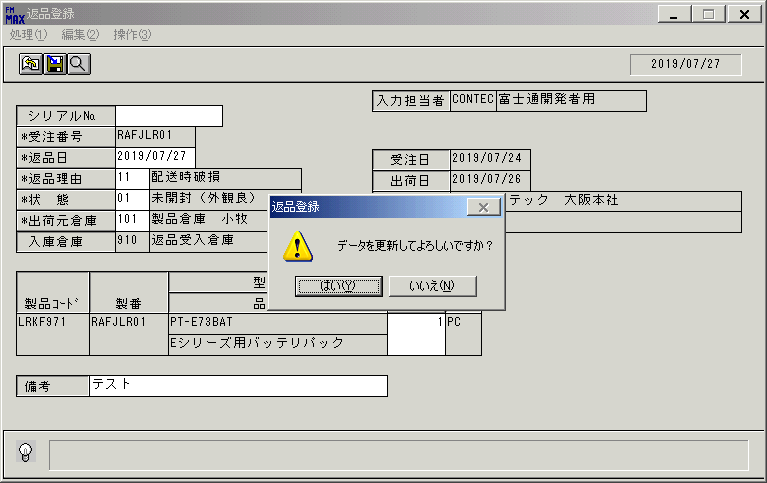 FM MAX 返品登録
処理(1) 編集(2) 操作(3)
2019/07/27
入力担当者 CONTEC 富士通開発者用
シリアル№
*受注番号 RAFJLR01
*返品日 2019/07/27
受注日 2019/07/24
*返品理由 11 配送時破損
出荷日 2019/07/26
*状 態 01 未開封(外観良)
テック 大阪本社
*出荷元倉庫 101 製品倉庫 小牧
入庫倉庫 910 返品受入倉庫
返品登録
データを更新してよろしいですか?
はい(Y) いいえ(N)
製品コード 製番 型
品
LRKF971 RAFJLR01 PT-E73BAT 1 PC
Eシリーズ用バッテリパック
備考 テスト